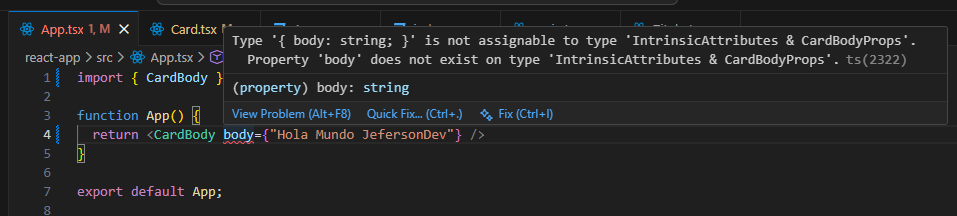 App.tsx 1, M
Card.tsx
Type '{ body: string; }' is not assignable to type 'IntrinsicAttributes & CardBodyProps'.
Property 'body' does not exist on type 'IntrinsicAttributes & CardBodyProps'. ts(2322)
(property) body: string
View Problem (Alt+F8) Quick Fix... (Ctrl+.) Fix (Ctrl+I)
react-app > src > App.tsx >
1 import { CardBody }
2
3 function App() {
4 return <CardBody body={"Hola Mundo JefersonDev"} />
5 }
6
7 export default App;
8